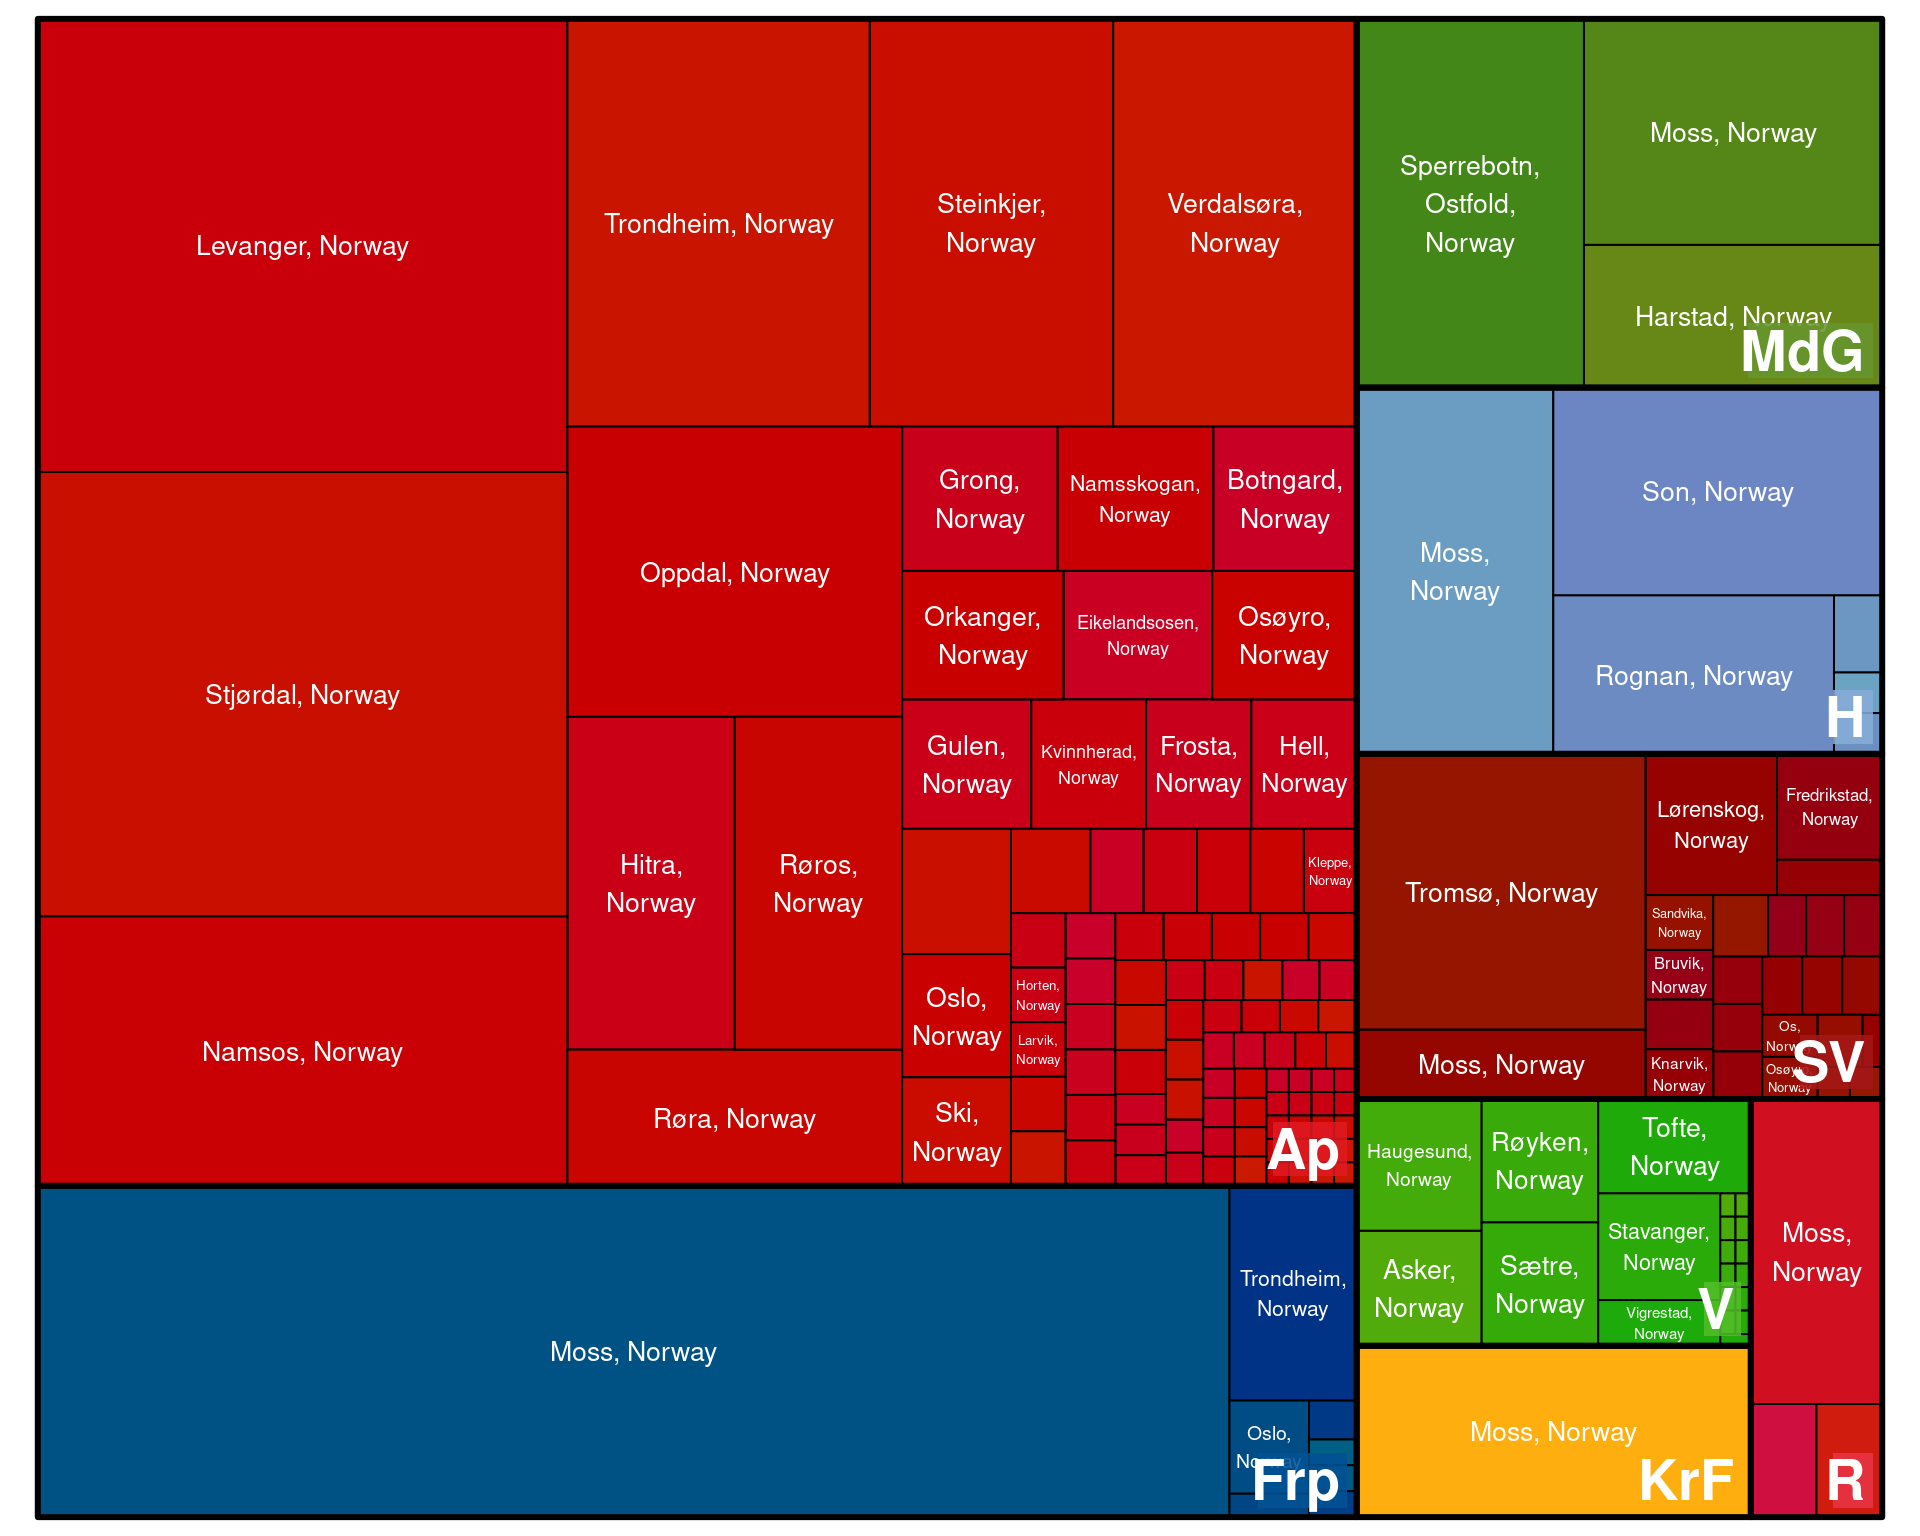 Levanger, Norway
Stjørdal, Norway
Namsos, Norway
Trondheim, Norway
Steinkjer,
Norway
Verdalsøra,
Norway
Oppdal, Norway
Hitra,
Norway
Røros,
Norway
Røra, Norway
Grong,
Norway
Namsskogan,
Norway
Botngard,
Norway
Orkanger,
Norway
Eikelandsosen,
Norway
Osøyro,
Norway
Gulen,
Norway
Kvinnherad,
Norway
Frosta,
Norway
Hell,
Norway
Kleppe,
Norway
Oslo,
Norway
Horten,
Norway
Larvik,
Norway
Ski,
Norway
Ap
Moss, Norway
Trondheim,
Norway
Oslo,
Norway
Frp
Sperrebotn,
Ostfold,
Norway
Moss, Norway
Harstad, Norway
MdG
Moss,
Norway
Son, Norway
Rognan, Norway
H
Tromsø, Norway
Moss, Norway
Lørenskog,
Norway
Fredrikstad,
Norway
Sandvika,
Norway
Bruvik,
Norway
Knarvik,
Norway
Os,
Norway
Osøyro,
Norway
SV
Haugesund,
Norway
Asker,
Norway
Røyken,
Norway
Sætre,
Norway
Tofte,
Norway
Stavanger,
Norway
Vigrestad,
Norway
V
Moss, Norway
KrF
Moss,
Norway
R